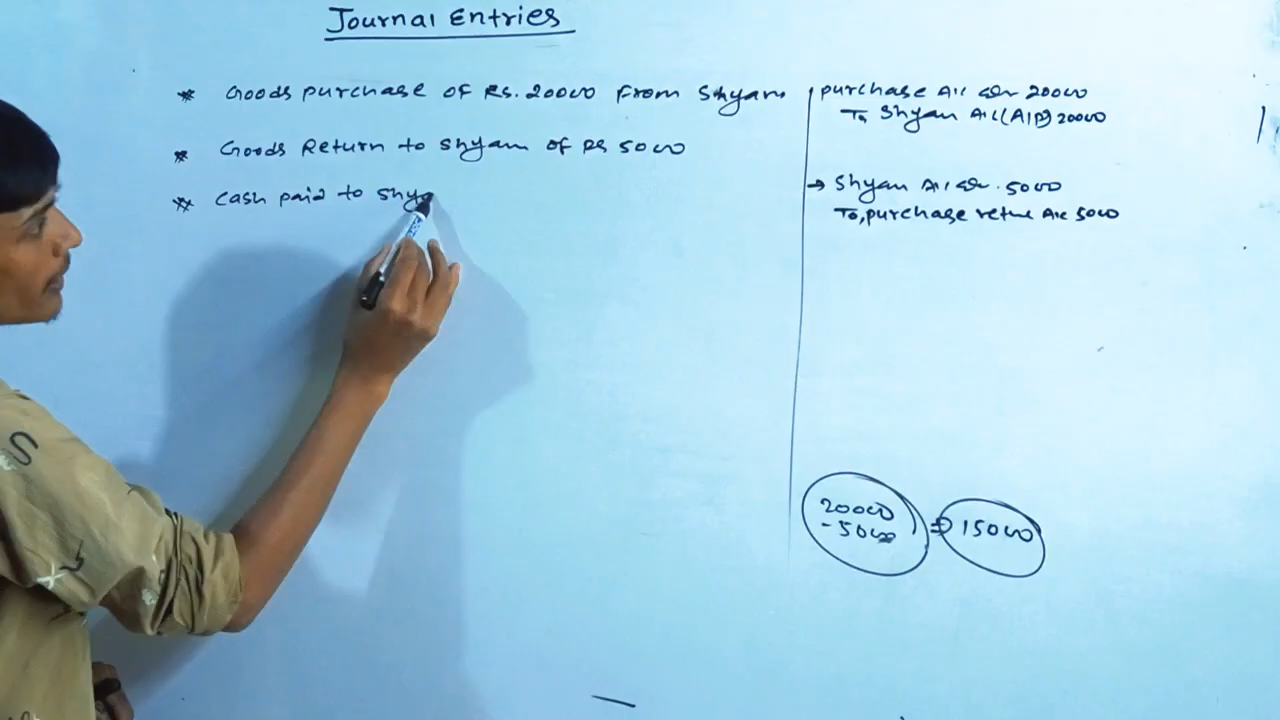 Journal Entries
* Goods purchase of Rs. 20000 from Shyam
* Goods Return to Shyam of Rs 5000
* Cash paid to shya
purchase A/c dr 20000
To Shyam A/c (A/P) 20000
→ Shyam A/c dr. 5000
To, purchase retune A/c 5000
20000
- 5000 ⇒ 15000
S